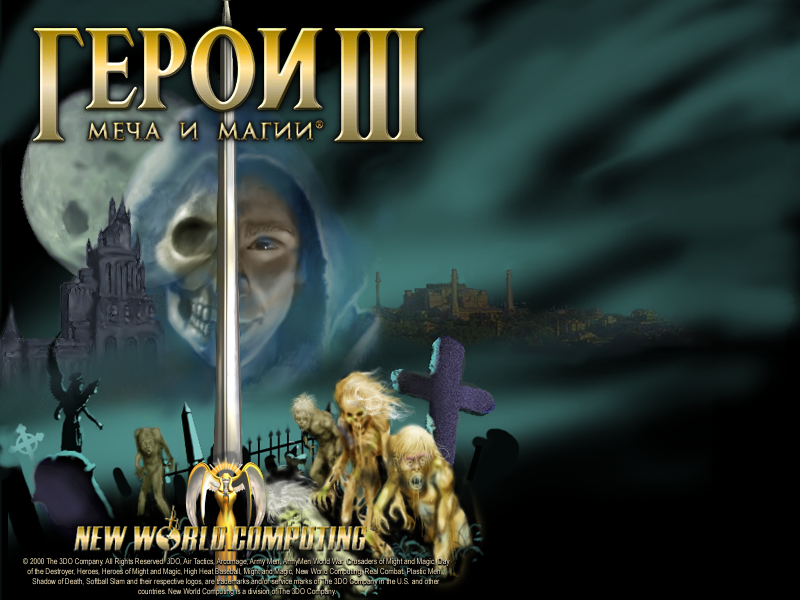 ГЕРОИ III
МЕЧА И МАГИИ®
NEW WORLD COMPUTING
© 2000 The 3DO Company. All Rights Reserved. 3DO, Air Tactics, Arcomage, Army Men, ArmyMen World War, Crusaders of Might and Magic, Day
of the Destroyer, Heroes, Heroes of Might and Magic, High Heat Baseball, Might and Magic, New World Computing, Real Combat, Plastic Men,
Shadow of Death, Softball Slam and their respective logos, are trademarks and/or service marks of The 3DO Company in the U.S. and other
countries. New World Computing is a division of The 3DO Company.